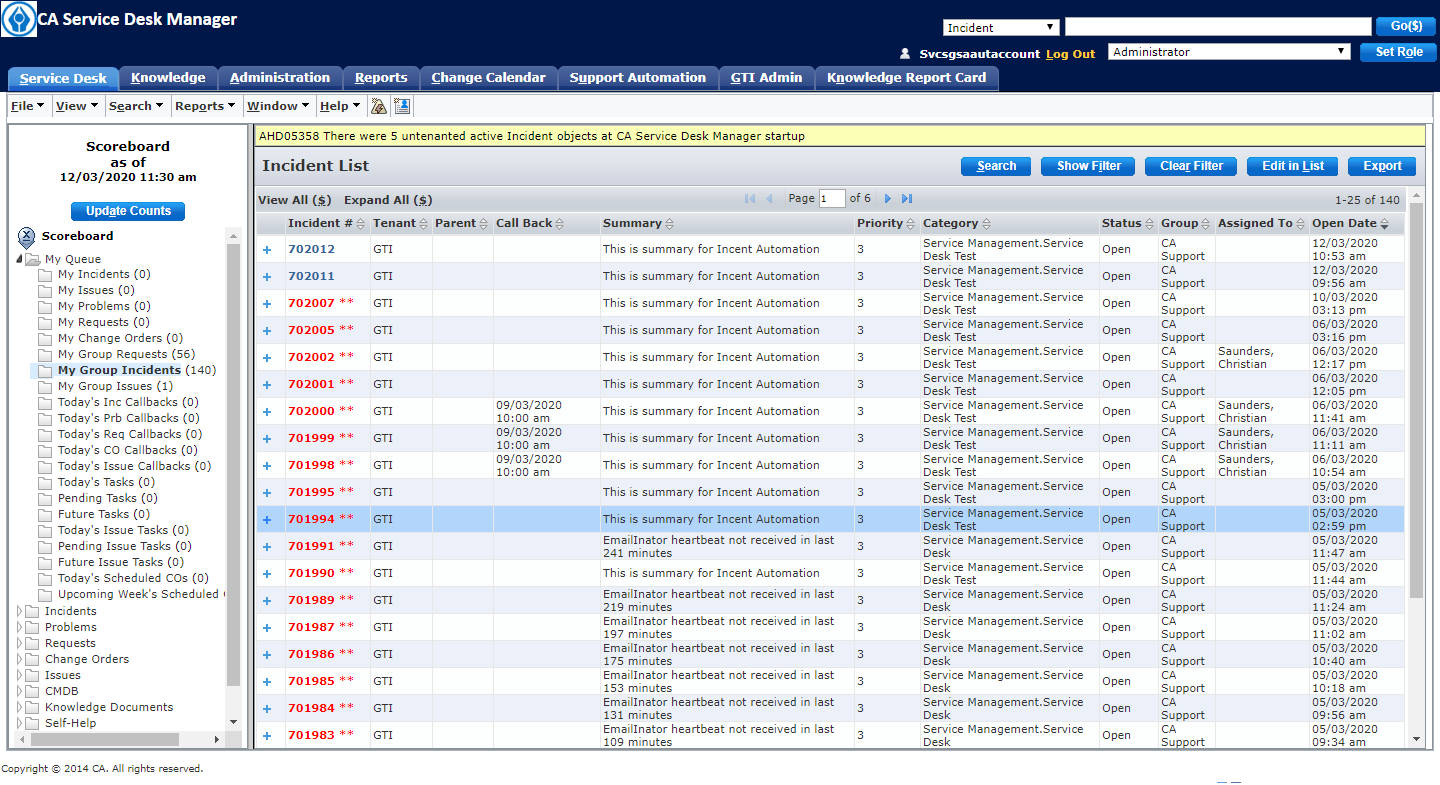 CA Service Desk Manager
Incident
Go($)
Svcsgsaautaccount Log Out Administrator Set Role
Service Desk Knowledge Administration Reports Change Calendar Support Automation GTI Admin Knowledge Report Card
File View Search Reports Window Help
Scoreboard
as of
12/03/2020 11:30 am
Update Counts
Scoreboard
My Queue
My Incidents (0)
My Issues (0)
My Problems (0)
My Requests (0)
My Change Orders (0)
My Group Requests (56)
My Group Incidents (140)
My Group Issues (1)
Today's Inc Callbacks (0)
Today's Prb Callbacks (0)
Today's Req Callbacks (0)
Today's CO Callbacks (0)
Today's Issue Callbacks (0)
Today's Tasks (0)
Pending Tasks (0)
Future Tasks (0)
Today's Issue Tasks (0)
Pending Issue Tasks (0)
Future Issue Tasks (0)
Today's Scheduled COs (0)
Upcoming Week's Scheduled (
Incidents
Problems
Requests
Change Orders
Issues
CMDB
Knowledge Documents
Self-Help
AHD05358 There were 5 untenanted active Incident objects at CA Service Desk Manager startup
Incident List
Search Show Filter Clear Filter Edit in List Export
View All ($) Expand All ($) Page 1 of 6 1-25 of 140
Incident # Tenant Parent Call Back Summary Priority Category Status Group Assigned To Open Date
702012 GTI This is summary for Incent Automation 3 Service Management.Service Desk Test Open CA Support 12/03/2020 10:53 am
702011 GTI This is summary for Incent Automation 3 Service Management.Service Desk Test Open CA Support 12/03/2020 09:56 am
702007 ** GTI This is summary for Incent Automation 3 Service Management.Service Desk Test Open CA Support 10/03/2020 03:13 pm
702005 ** GTI This is summary for Incent Automation 3 Service Management.Service Desk Test Open CA Support 06/03/2020 03:16 pm
702002 ** GTI This is summary for Incent Automation 3 Service Management.Service Desk Test Open CA Support Saunders, Christian 06/03/2020 12:17 pm
702001 ** GTI This is summary for Incent Automation 3 Service Management.Service Desk Test Open CA Support 06/03/2020 12:05 pm
702000 ** GTI 09/03/2020 10:00 am This is summary for Incent Automation 3 Service Management.Service Desk Test Open CA Support Saunders, Christian 06/03/2020 11:41 am
701999 ** GTI 09/03/2020 10:00 am This is summary for Incent Automation 3 Service Management.Service Desk Test Open CA Support Saunders, Christian 06/03/2020 11:11 am
701998 ** GTI 09/03/2020 10:00 am This is summary for Incent Automation 3 Service Management.Service Desk Test Open CA Support Saunders, Christian 06/03/2020 10:54 am
701995 ** GTI This is summary for Incent Automation 3 Service Management.Service Desk Test Open CA Support 05/03/2020 03:00 pm
701994 ** GTI This is summary for Incent Automation 3 Service Management.Service Desk Test Open CA Support 05/03/2020 02:59 pm
701991 ** GTI EmailInator heartbeat not received in last 241 minutes 3 Service Management.Service Desk Open CA Support 05/03/2020 11:47 am
701990 ** GTI This is summary for Incent Automation 3 Service Management.Service Desk Test Open CA Support 05/03/2020 11:44 am
701989 ** GTI EmailInator heartbeat not received in last 219 minutes 3 Service Management.Service Desk Open CA Support 05/03/2020 11:24 am
701987 ** GTI EmailInator heartbeat not received in last 197 minutes 3 Service Management.Service Desk Open CA Support 05/03/2020 11:02 am
701986 ** GTI EmailInator heartbeat not received in last 175 minutes 3 Service Management.Service Desk Open CA Support 05/03/2020 10:40 am
701985 ** GTI EmailInator heartbeat not received in last 153 minutes 3 Service Management.Service Desk Open CA Support 05/03/2020 10:18 am
701984 ** GTI EmailInator heartbeat not received in last 131 minutes 3 Service Management.Service Desk Open CA Support 05/03/2020 09:56 am
701983 ** GTI EmailInator heartbeat not received in last 109 minutes 3 Service Management.Service Desk Open CA Support 05/03/2020 09:34 am
Copyright © 2014 CA. All rights reserved.